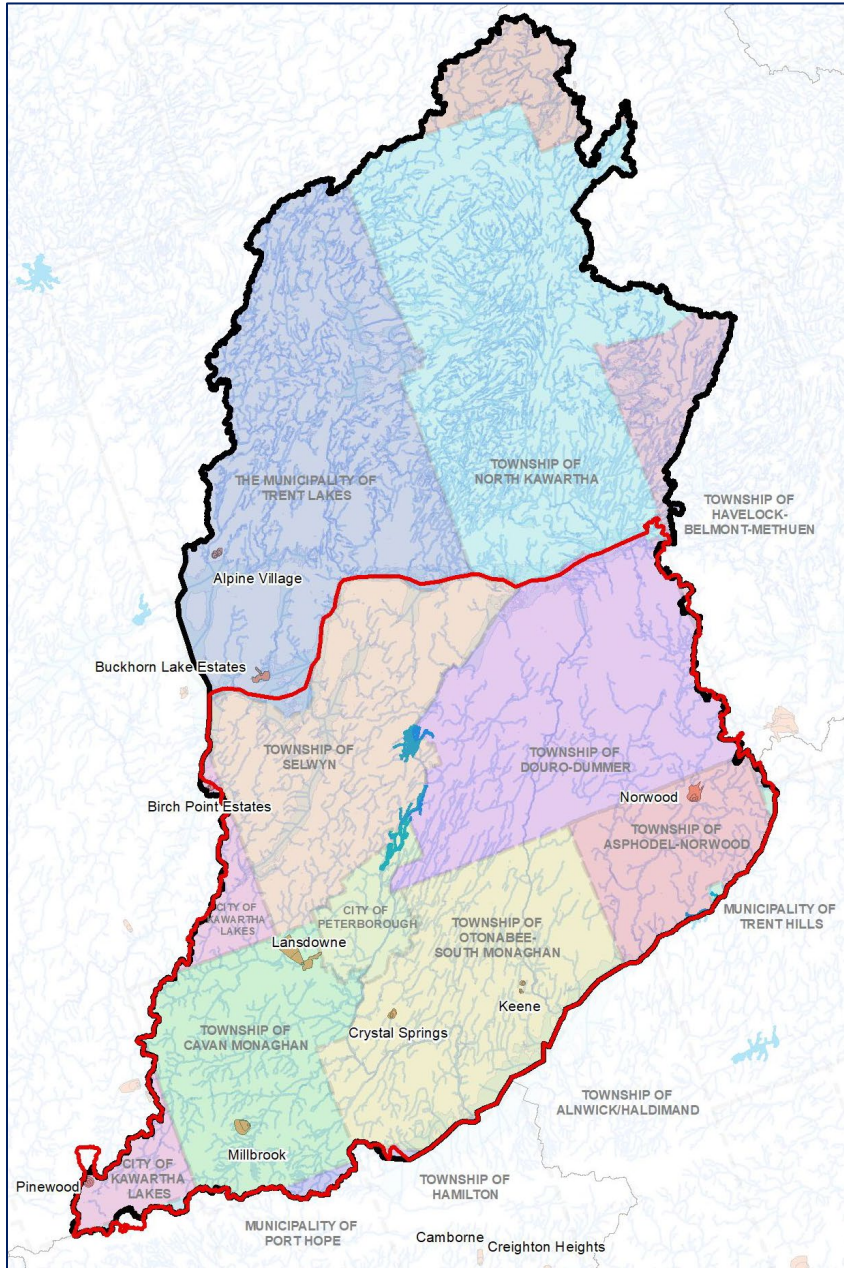 THE MUNICIPALITY OF
TRENT LAKES
TOWNSHIP OF
NORTH KAWARTHA
TOWNSHIP OF
HAVELOCK-
BELMONT-METHUEN
Alpine Village
Buckhorn Lake Estates
TOWNSHIP OF
SELWYN
TOWNSHIP OF
DOURO-DUMMER
Birch Point Estates
Norwood
TOWNSHIP OF
ASPHODEL-NORWOOD
CITY OF
KAWARTHA
LAKES
CITY OF
PETERBOROUGH
MUNICIPALITY OF
TRENT HILLS
Lansdowne
TOWNSHIP OF
OTONABEE-
SOUTH MONAGHAN
Keene
Crystal Springs
TOWNSHIP OF
CAVAN MONAGHAN
TOWNSHIP OF
ALNWICK/HALDIMAND
Millbrook
CITY OF
KAWARTHA
LAKES
Pinewood
TOWNSHIP OF
HAMILTON
MUNICIPALITY OF
PORT HOPE
Camborne
Creighton Heights